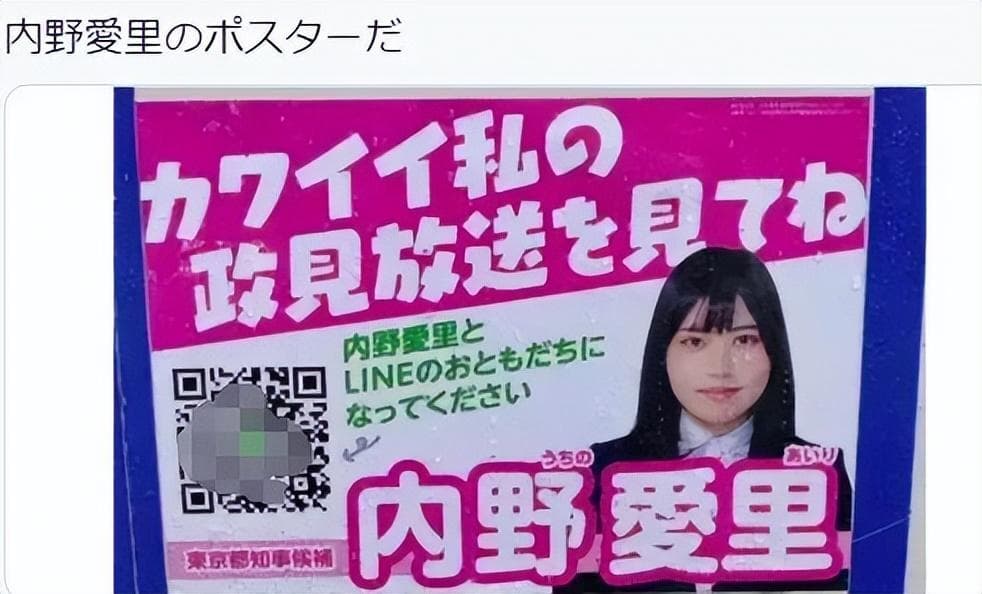 内野愛里のポスターだ
カワイイ私の
政見放送を見てね
内野愛里と
LINEのおともだちに
なってください
うちの あいり
内野愛里
東京都知事候補